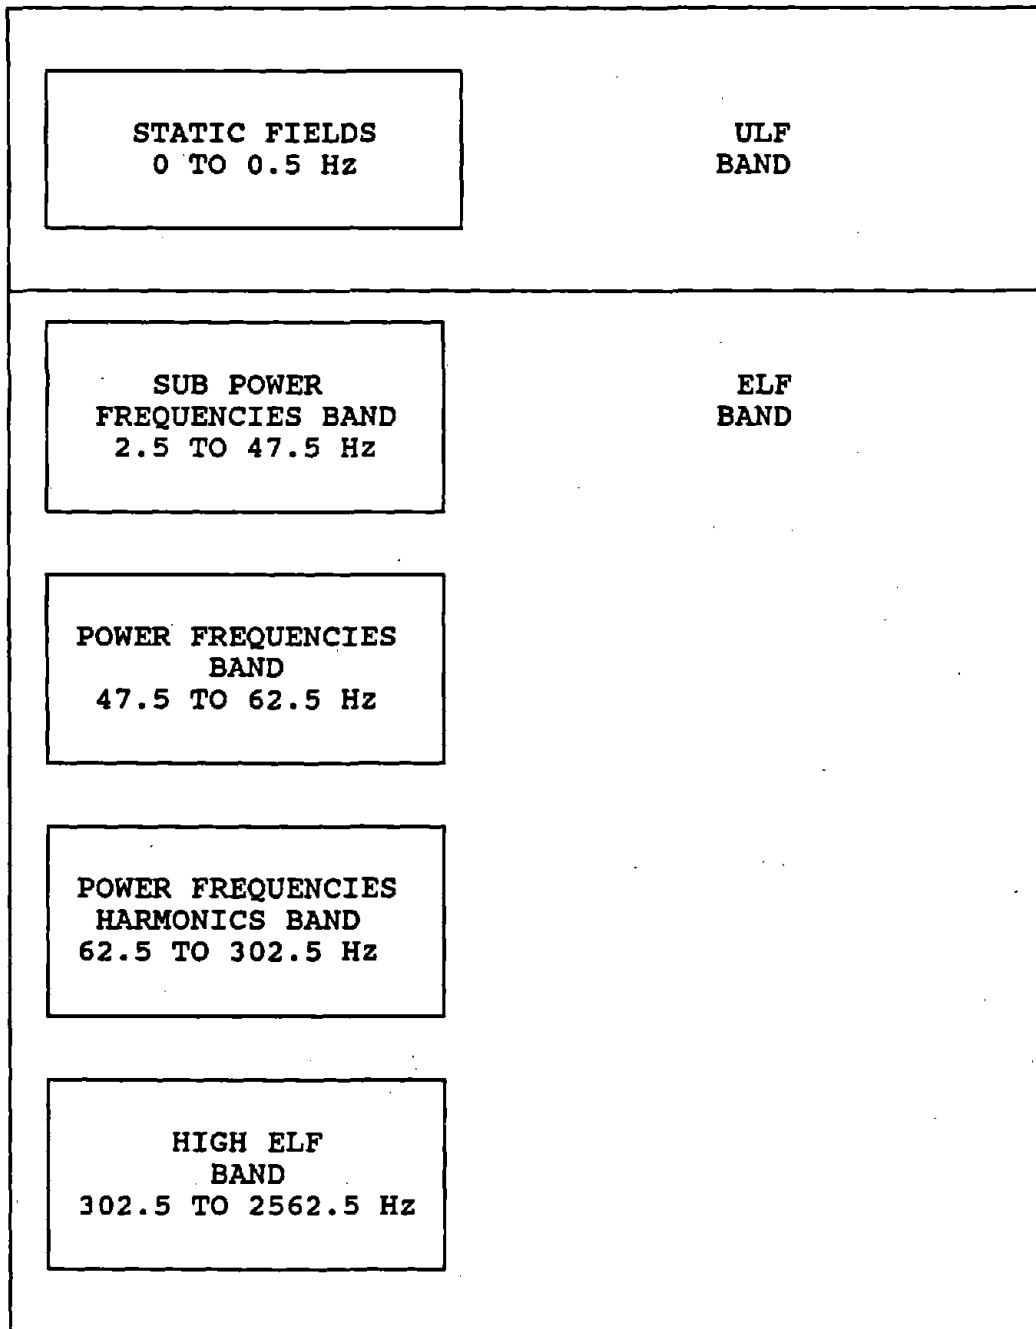 STATIC FIELDS
0 TO 0.5 Hz
ULF
BAND
SUB POWER
FREQUENCIES BAND
2.5 TO 47.5 Hz
ELF
BAND
POWER FREQUENCIES
BAND
47.5 TO 62.5 Hz
POWER FREQUENCIES
HARMONICS BAND
62.5 TO 302.5 Hz
HIGH ELF
BAND
302.5 TO 2562.5 Hz